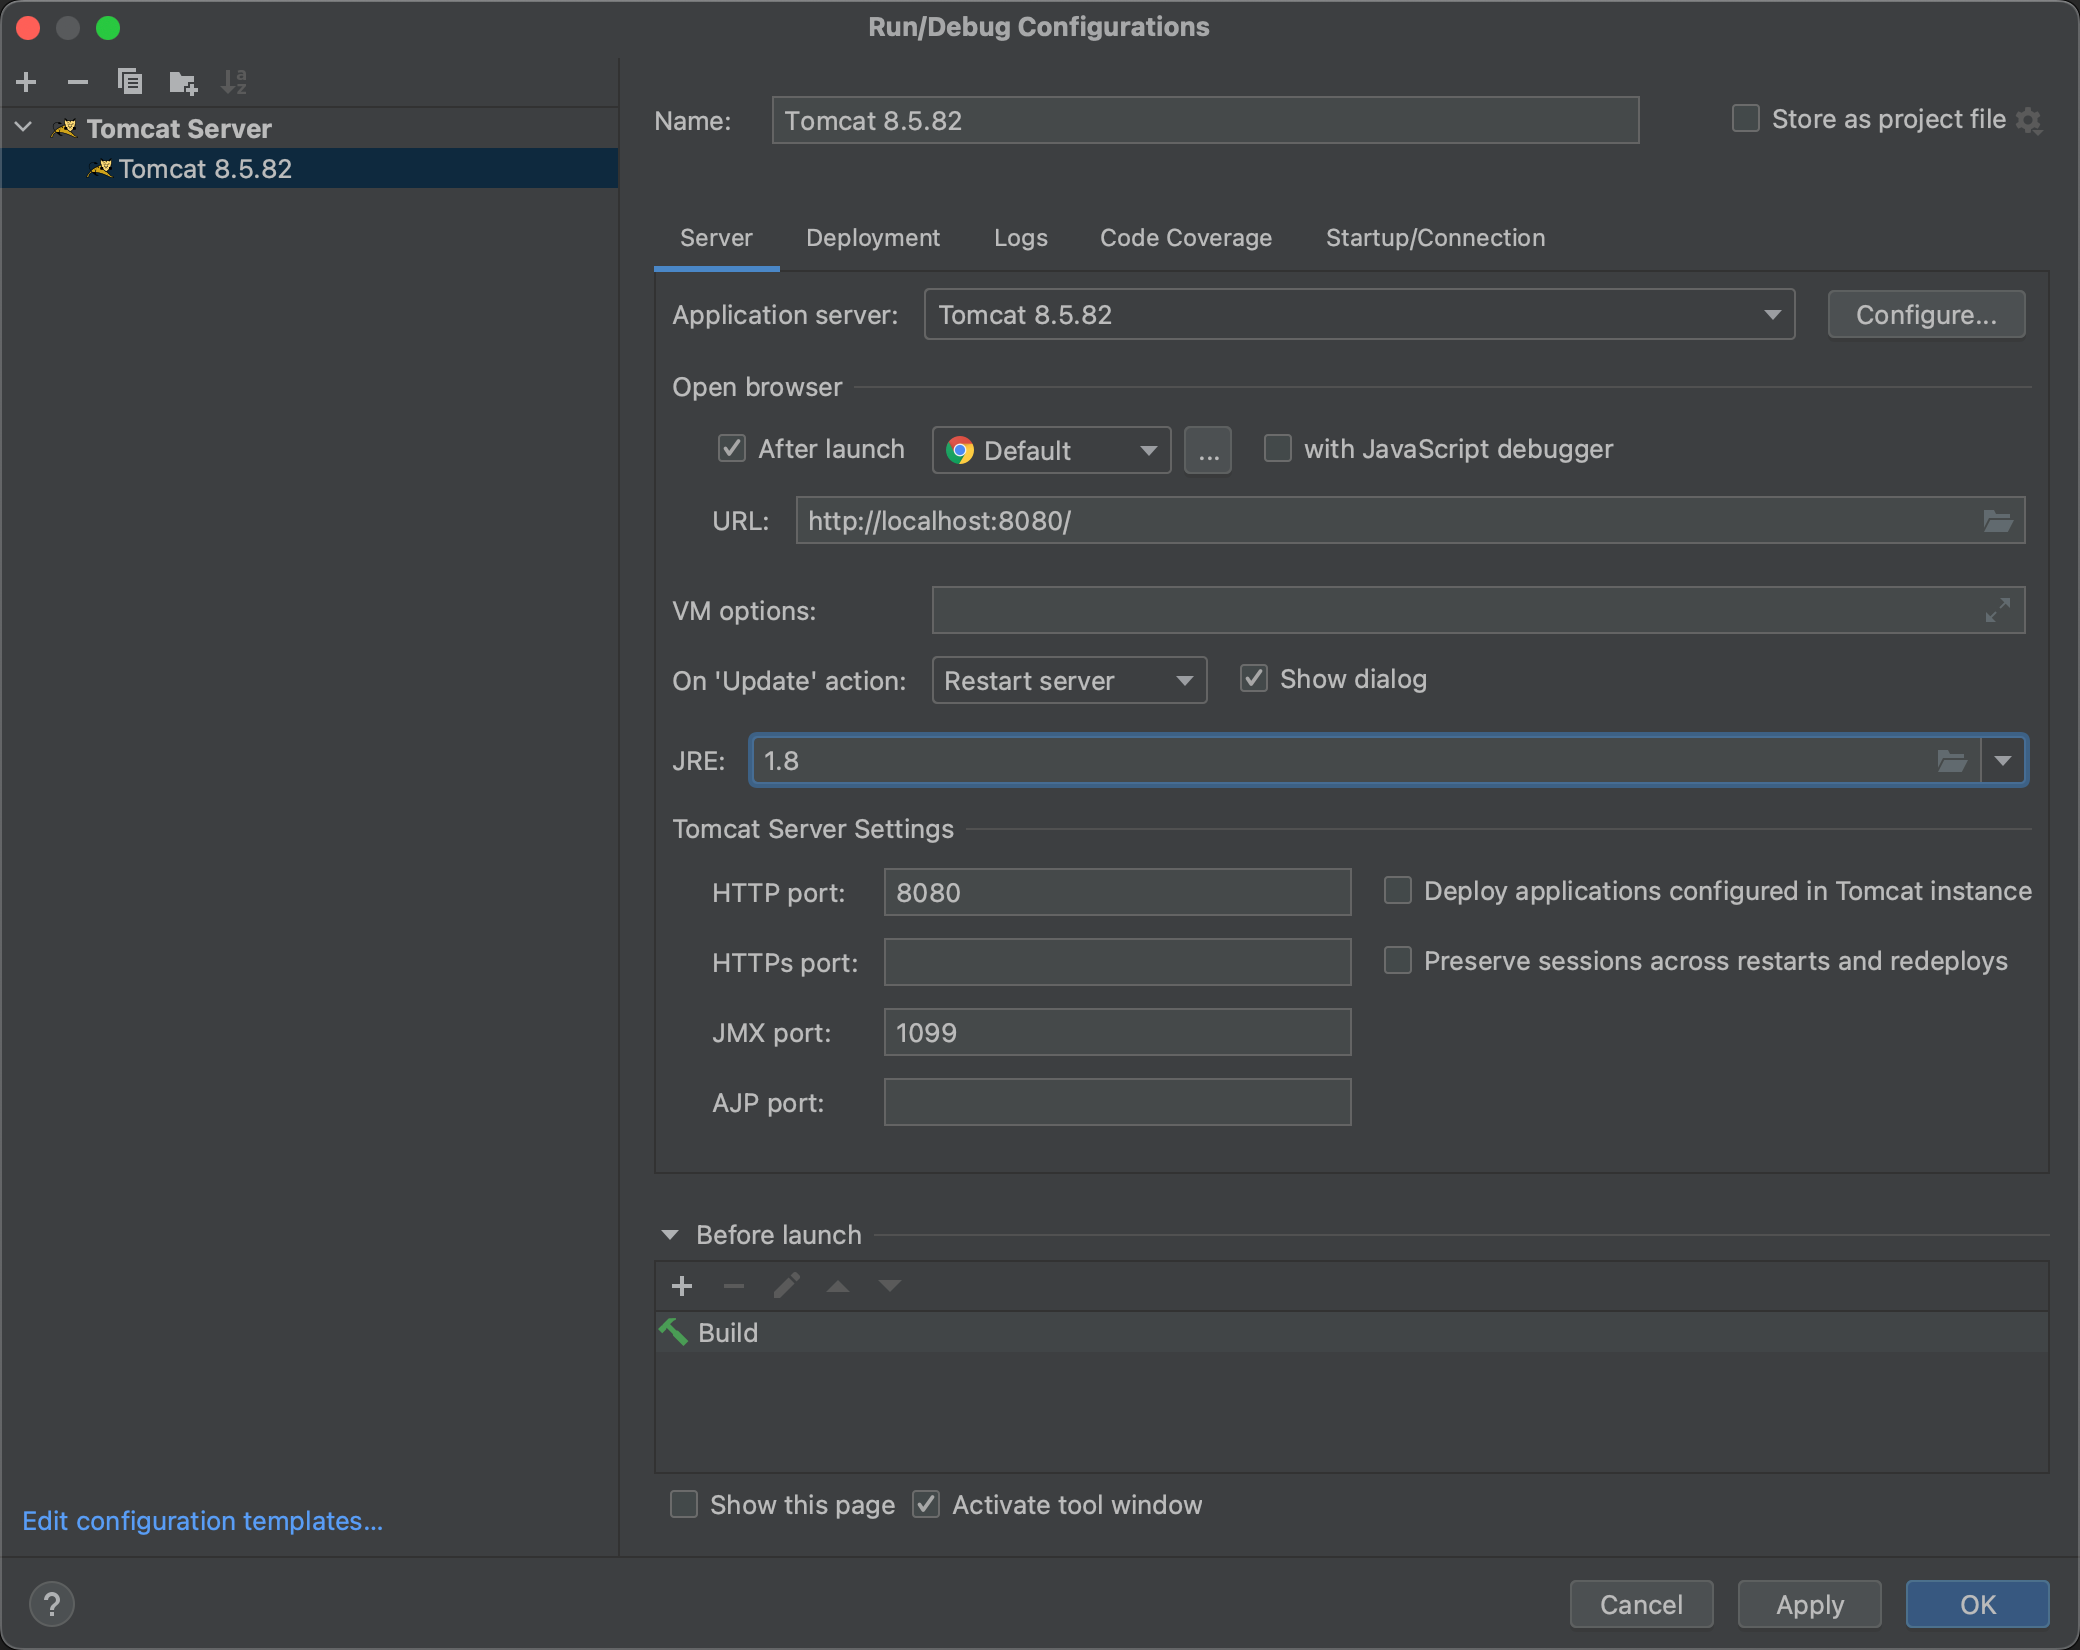 Run/Debug Configurations
Tomcat Server
Tomcat 8.5.82
Edit configuration templates...
Name: Tomcat 8.5.82 Store as project file
Server Deployment Logs Code Coverage Startup/Connection
Application server: Tomcat 8.5.82 Configure...
Open browser
After launch Default ... with JavaScript debugger
URL: http://localhost:8080/
VM options:
On 'Update' action: Restart server Show dialog
JRE: 1.8
Tomcat Server Settings
HTTP port: 8080 Deploy applications configured in Tomcat instance
HTTPs port: Preserve sessions across restarts and redeploys
JMX port: 1099
AJP port:
Before launch
Build
Show this page Activate tool window
? Cancel Apply OK